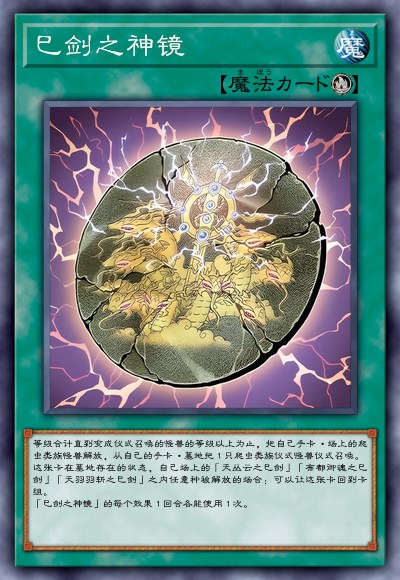 巳剑之神镜
魔
【魔法カード】
まほう
等级合计直到变成仪式召唤的怪兽的等级以上为止，把自己手卡·场上的爬
虫类族怪兽解放，从自己的手卡·墓地把1只爬虫类族仪式怪兽仪式召唤。
这张卡在墓地存在的状态，自己场上的「天丛云之巳剑」「布都御魂之巳
剑」「天羽羽斩之巳剑」之内任意种被解放的场合：可以让这张卡回到卡
组。
「巳剑之神镜」的每个效果1回合各能使用1次。